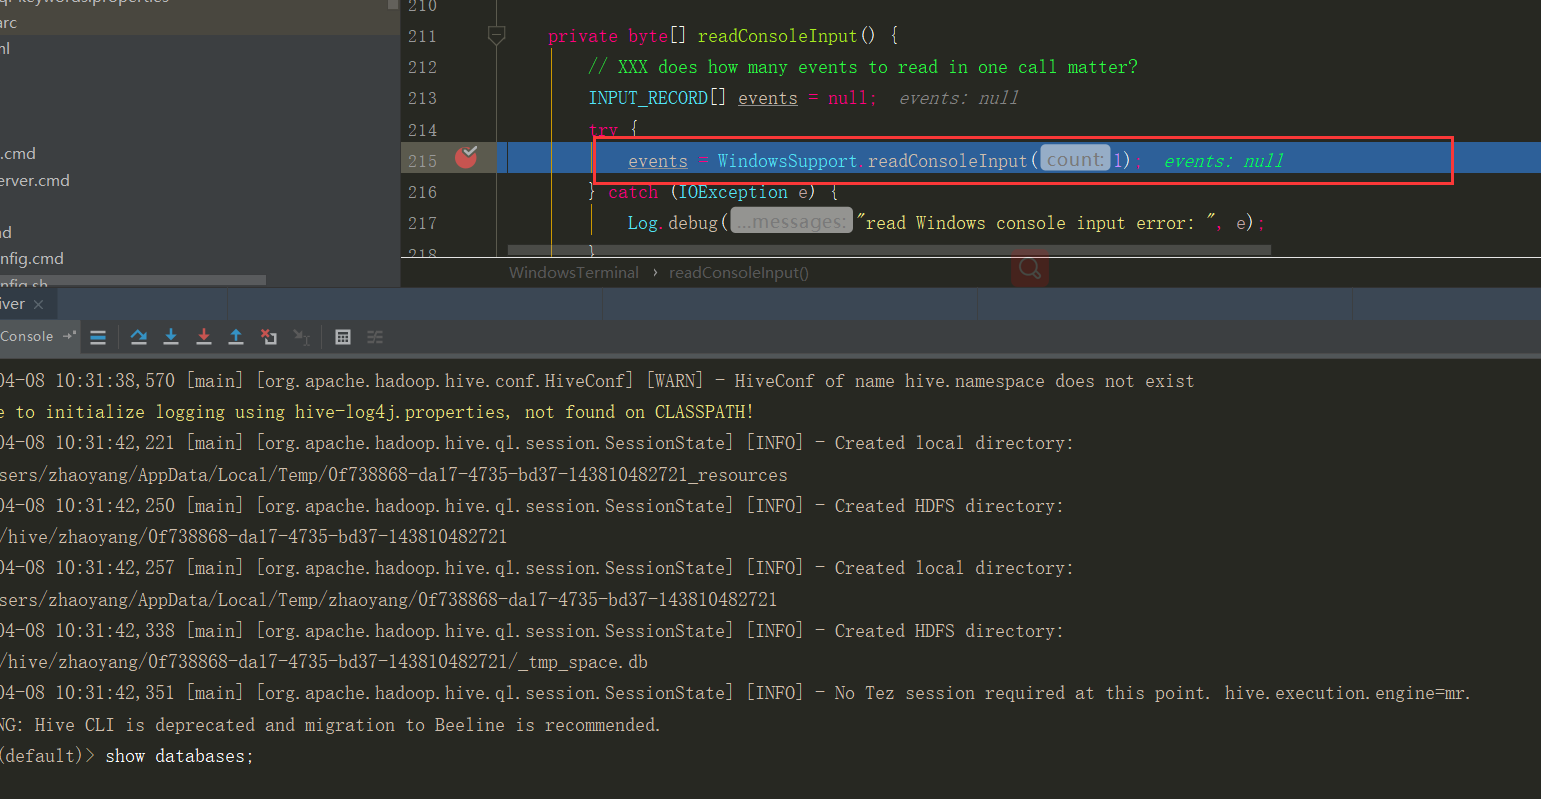 ql-keywords.properties
arc
ml
.cmd
erver.cmd
nd
nfig.cmd
nfig.sh
210
211 private byte[] readConsoleInput() {
212 // XXX does how many events to read in one call matter?
213 INPUT_RECORD[] events = null; events: null
214 try {
215 events = WindowsSupport.readConsoleInput( count: 1); events: null
216 } catch (IOException e) {
217 Log.debug( ...messages: "read Windows console input error: ", e);
218 }
WindowsTerminal › readConsoleInput()
iver ×
Console
04-08 10:31:38,570 [main] [org.apache.hadoop.hive.conf.HiveConf] [WARN] - HiveConf of name hive.namespace does not exist
e to initialize logging using hive-log4j.properties, not found on CLASSPATH!
04-08 10:31:42,221 [main] [org.apache.hadoop.hive.ql.session.SessionState] [INFO] - Created local directory:
sers/zhaoyang/AppData/Local/Temp/0f738868-da17-4735-bd37-143810482721_resources
04-08 10:31:42,250 [main] [org.apache.hadoop.hive.ql.session.SessionState] [INFO] - Created HDFS directory:
/hive/zhaoyang/0f738868-da17-4735-bd37-143810482721
04-08 10:31:42,257 [main] [org.apache.hadoop.hive.ql.session.SessionState] [INFO] - Created local directory:
sers/zhaoyang/AppData/Local/Temp/zhaoyang/0f738868-da17-4735-bd37-143810482721
04-08 10:31:42,338 [main] [org.apache.hadoop.hive.ql.session.SessionState] [INFO] - Created HDFS directory:
/hive/zhaoyang/0f738868-da17-4735-bd37-143810482721/_tmp_space.db
04-08 10:31:42,351 [main] [org.apache.hadoop.hive.ql.session.SessionState] [INFO] - No Tez session required at this point. hive.execution.engine=mr.
NG: Hive CLI is deprecated and migration to Beeline is recommended.
(default)> show databases;